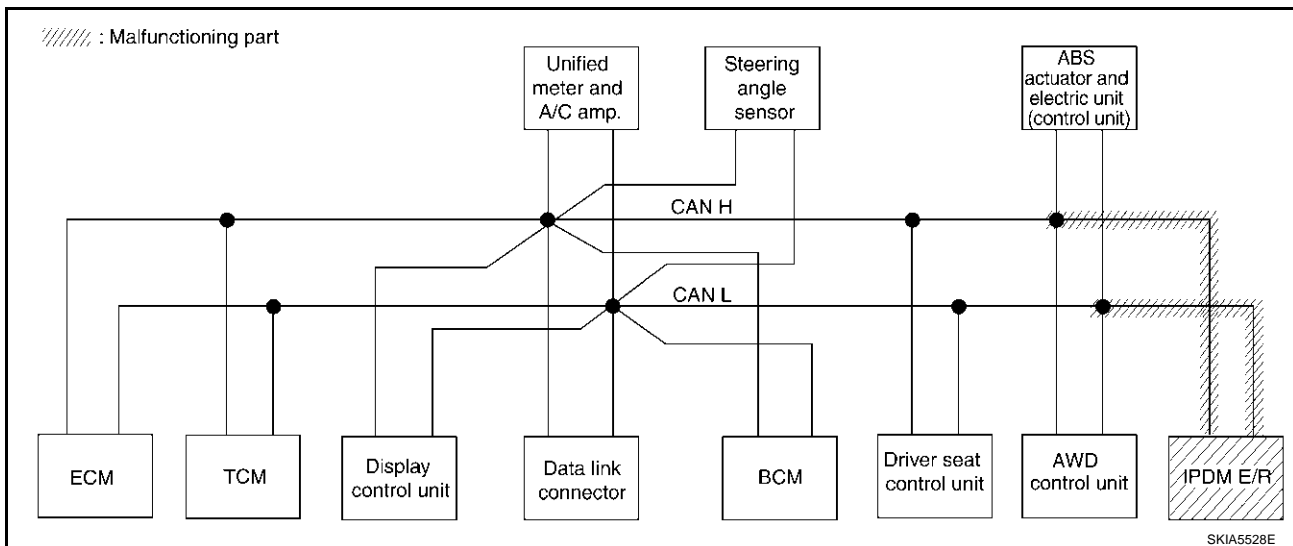 : Malfunctioning part
Unified
meter and
A/C amp.
Steering
angle
sensor
ABS
actuator and
electric unit
(control unit)
CAN H
CAN L
ECM
TCM
Display
control unit
Data link
connector
BCM
Driver seat
control unit
AWD
control unit
IPDM E/R
SKIA5528E